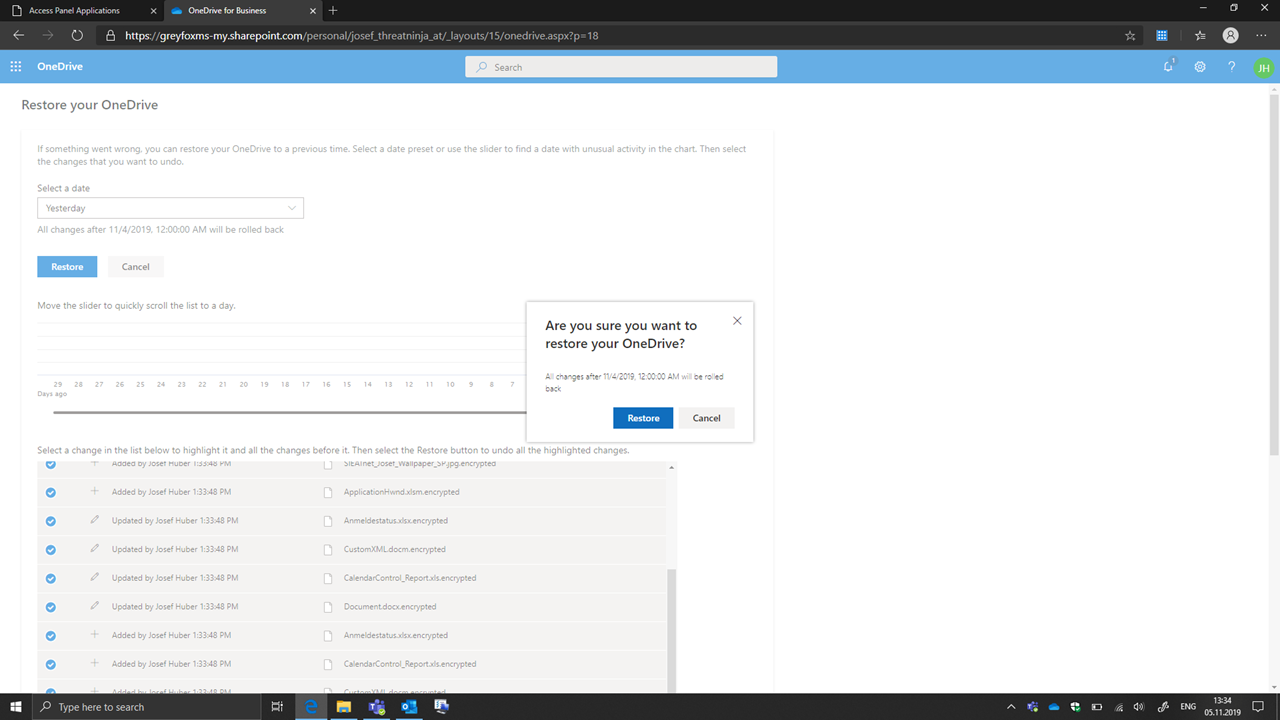 Access Panel Applications
OneDrive for Business
https://greyfoxms-my.sharepoint.com/personal/josef_threatninja_at/_layouts/15/onedrive.aspx?p=18
OneDrive
Search
1
?
JH
Restore your OneDrive
If something went wrong, you can restore your OneDrive to a previous time. Select a date preset or use the slider to find a date with unusual activity in the chart. Then select
the changes that you want to undo.
Select a date
Yesterday
All changes after 11/4/2019, 12:00:00 AM will be rolled back
Restore
Cancel
Move the slider to quickly scroll the list to a day.
29 28 27 26 25 24 23 22 21 20 19 18 17 16 15 14 13 12 11 10 9 8 7
Days ago
Are you sure you want to
restore your OneDrive?
All changes after 11/4/2019, 12:00:00 AM will be rolled
back
Restore
Cancel
Select a change in the list below to highlight it and all the changes before it. Then select the Restore button to undo all the highlighted changes.
Added by Josef Huber 1:33:48 PM SIEATnet_Josef_Wallpaper_SP.jpg.encrypted
Added by Josef Huber 1:33:48 PM ApplicationHwnd.xlsm.encrypted
Updated by Josef Huber 1:33:48 PM Anmeldestatus.xlsx.encrypted
Updated by Josef Huber 1:33:48 PM CustomXML.docm.encrypted
Updated by Josef Huber 1:33:48 PM CalendarControl_Report.xls.encrypted
Updated by Josef Huber 1:33:48 PM Document.docx.encrypted
Added by Josef Huber 1:33:48 PM Anmeldestatus.xlsx.encrypted
Added by Josef Huber 1:33:48 PM CalendarControl_Report.xls.encrypted
Added by Josef Huber 1:33:48 PM CustomXML.docm.encrypted
Type here to search
ENG
13:34
05.11.2019